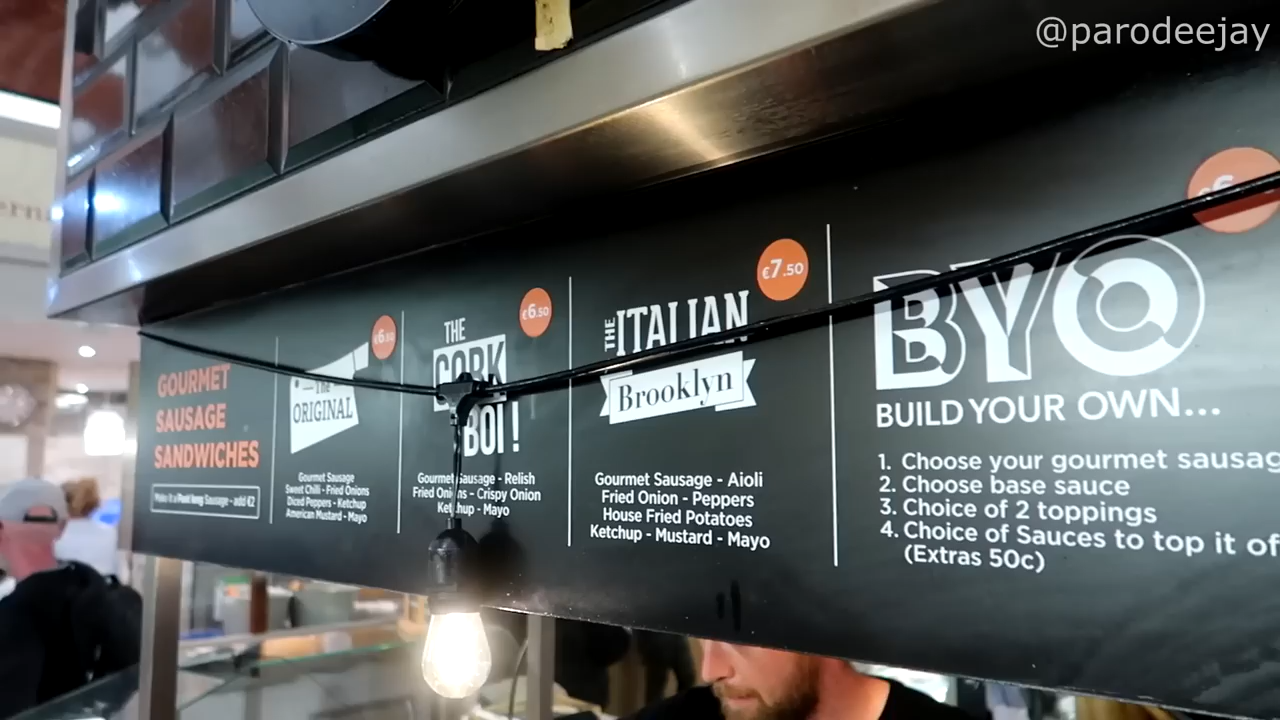 @parodeejay
GOURMET
SAUSAGE
SANDWICHES
Make it a Foot long Sausage - add €2
The
ORIGINAL
Gourmet Sausage
Sweet Chilli - Fried Onions
Diced Peppers - Ketchup
American Mustard - Mayo
€6.50
THE
CORK
BOI!
Gourmet Sausage - Relish
Fried Onions - Crispy Onion
Ketchup - Mayo
€7.50
THE ITALIAN
Brooklyn
Gourmet Sausage - Aioli
Fried Onion - Peppers
House Fried Potatoes
Ketchup - Mustard - Mayo
BYO
BUILD YOUR OWN...
1. Choose your gourmet sausag
2. Choose base sauce
3. Choice of 2 toppings
4. Choice of Sauces to top it of
(Extras 50c)